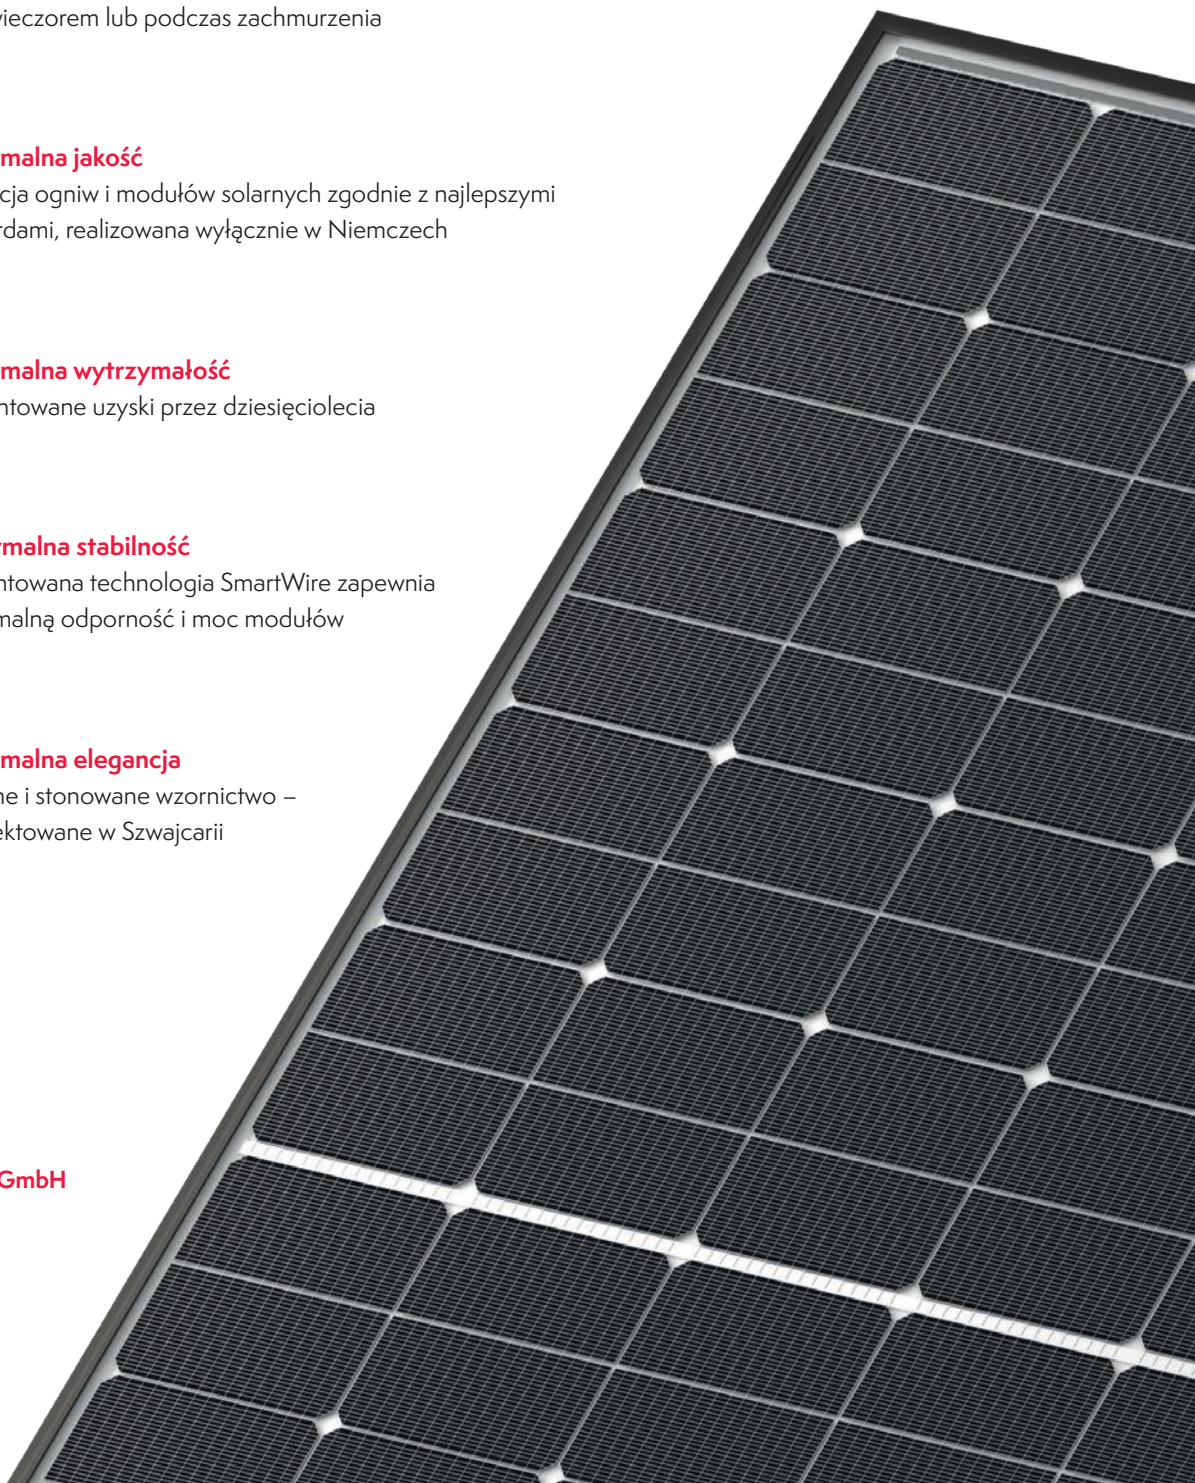 ieczorem lub podczas zachmurzenia
malna jakość
cja ogniw i modułów solarnych zgodnie z najlepszymi
rdami, realizowana wyłącznie w Niemczech
malna wytrzymałość
ntowane uzyski przez dziesięciolecia
malna stabilność
ntowana technologia SmartWire zapewnia
malną odporność i moc modułów
malna elegancja
ne i stonowane wzornictwo –
ektowane w Szwajcarii
GmbH